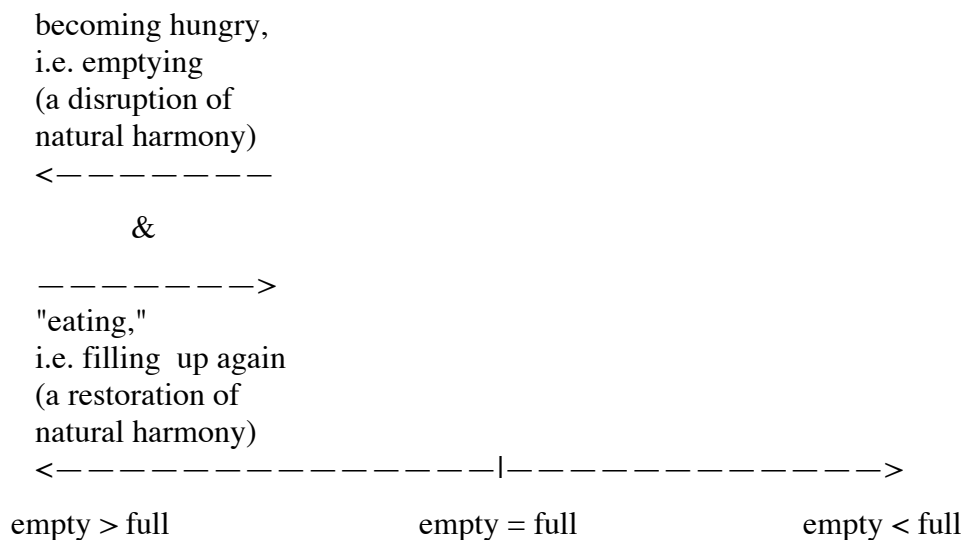 becoming hungry,
i.e. emptying
(a disruption of
natural harmony)
<— — — — — — —
&
— — — — — — —>
"eating,"
i.e. filling  up again
(a restoration of
natural harmony)
<— — — — — — — — — — — — — —|— — — — — — — — — — — —>
empty > full empty = full empty < full